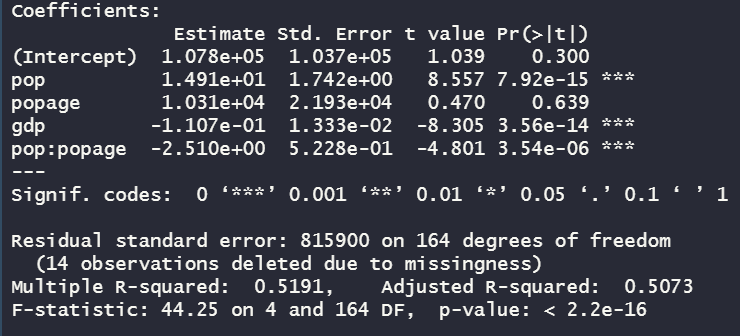 Coefficients:
              Estimate Std. Error t value Pr(>|t|)
(Intercept)  1.078e+05  1.037e+05   1.039    0.300
pop          1.491e+01  1.742e+00   8.557 7.92e-15 ***
popage       1.031e+04  2.193e+04   0.470    0.639
gdp         -1.107e-01  1.333e-02  -8.305 3.56e-14 ***
pop:popage  -2.510e+00  5.228e-01  -4.801 3.54e-06 ***
---
Signif. codes:  0 ‘***’ 0.001 ‘**’ 0.01 ‘*’ 0.05 ‘.’ 0.1 ‘ ’ 1

Residual standard error: 815900 on 164 degrees of freedom
  (14 observations deleted due to missingness)
Multiple R-squared:  0.5191,	Adjusted R-squared:  0.5073
F-statistic: 44.25 on 4 and 164 DF,  p-value: < 2.2e-16